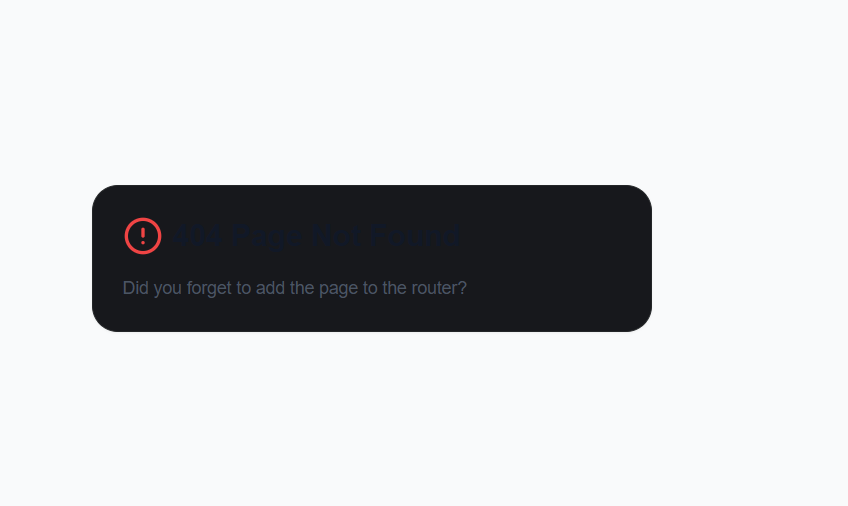 404 Page Not Found
Did you forget to add the page to the router?